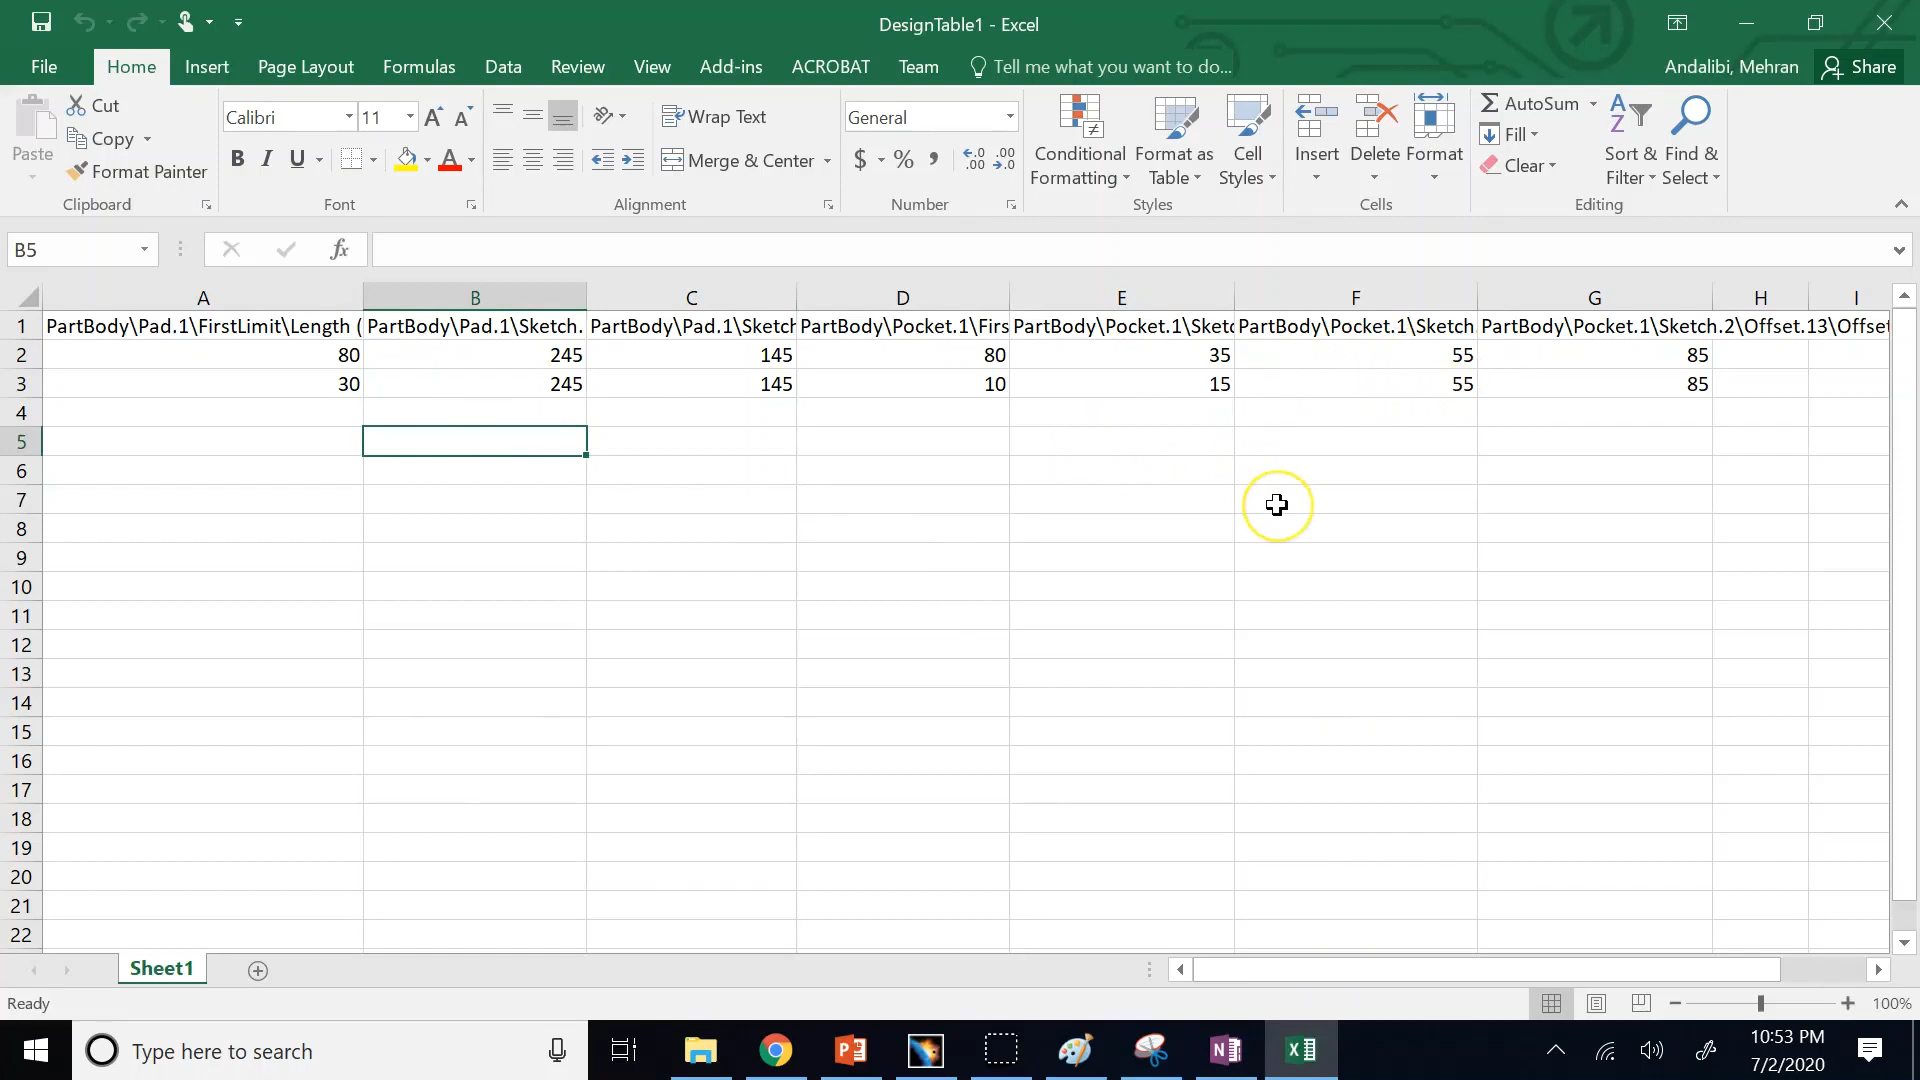 DesignTable1 - Excel
File Home Insert Page Layout Formulas Data Review View Add-ins ACROBAT Team Tell me what you want to do... Andalibi, Mehran Share
Paste
Cut
Copy
Format Painter
Clipboard
Calibri 11
B I U
Font
Wrap Text
Merge & Center
Alignment
General
$ % ,
Number
Conditional Formatting
Format as Table
Cell Styles
Styles
Insert Delete Format
Cells
AutoSum
Fill
Clear
Sort & Filter
Find & Select
Editing
B5 fx
A B C D E F G H I
1 PartBody\Pad.1\FirstLimit\Length ( PartBody\Pad.1\Sketch. PartBody\Pad.1\Sketch PartBody\Pocket.1\Firs PartBody\Pocket.1\Sketc PartBody\Pocket.1\Sketch. PartBody\Pocket.1\Sketch.2\Offset.13\Offset
2 80 245 145 80 35 55 85
3 30 245 145 10 15 55 85
4
5
6
7
8
9
10
11
12
13
14
15
16
17
18
19
20
21
22
Sheet1
Ready 100%
Type here to search
10:53 PM
7/2/2020